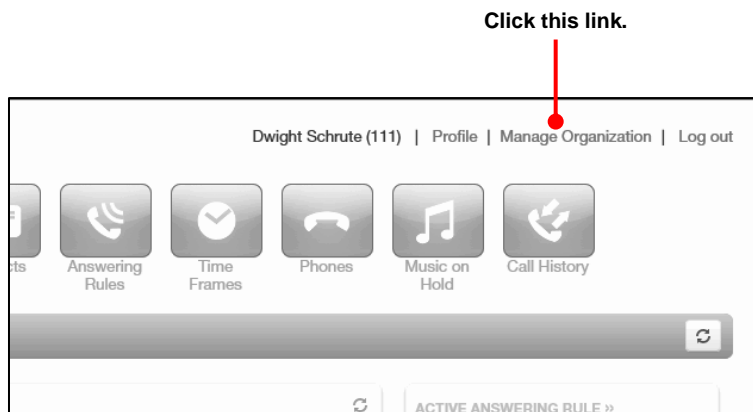 Click this link.
Dwight Schrute (111) | Profile | Manage Organization | Log out
cts
Answering
Rules
Time
Frames
Phones
Music on
Hold
Call History
ACTIVE ANSWERING RULE »